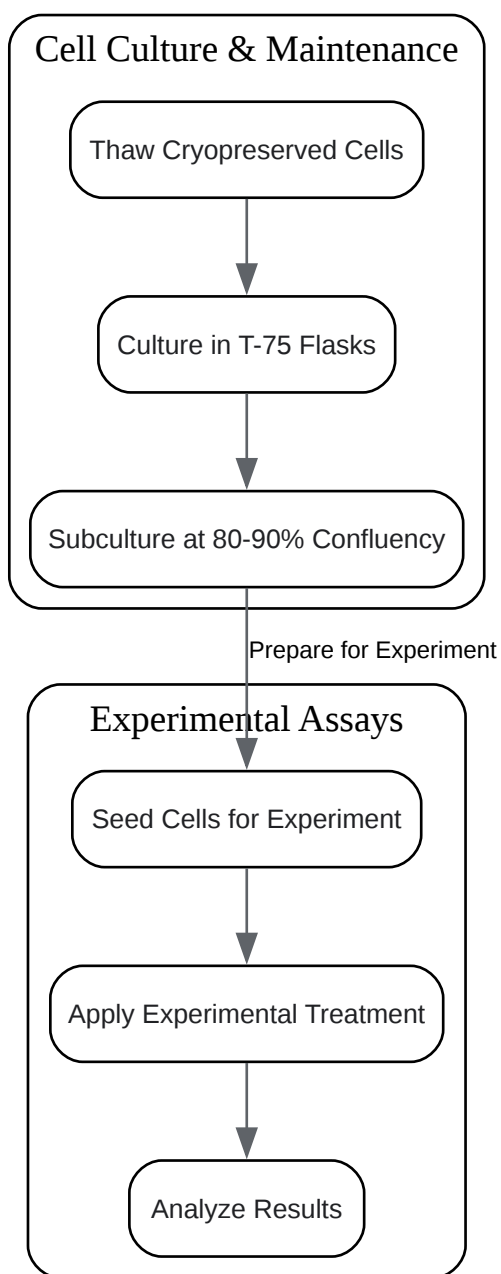 Cell Culture & Maintenance
Thaw Cryopreserved Cells
Culture in T-75 Flasks
Subculture at 80-90% Confluency
Prepare for Experiment
Experimental Assays
Seed Cells for Experiment
Apply Experimental Treatment
Analyze Results